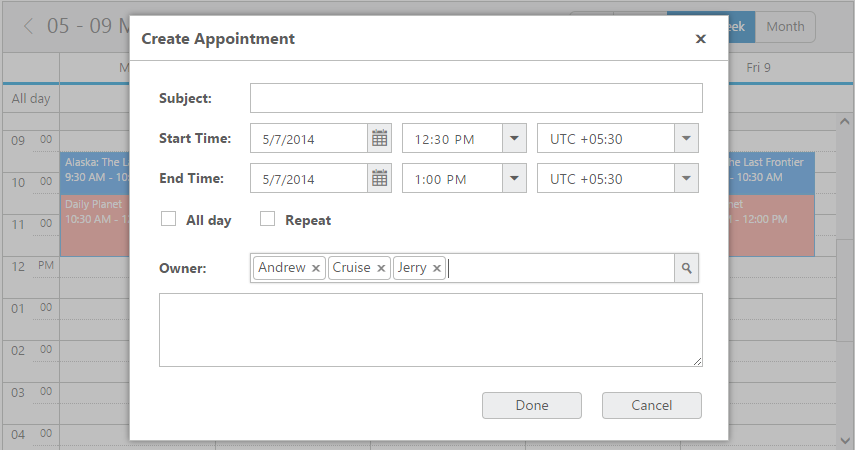 05 - 09 M
eek
Month
Create Appointment
M
Fri 9
All day
Subject:
09 00
Start Time: 5/7/2014 12:30 PM UTC +05:30
Alaska: The La
9:30 AM - 10:
he Last Frontier
- 10:30 AM
10 00
End Time: 5/7/2014 1:00 PM UTC +05:30
Daily Planet
10:30 AM - 1
net
- 12:00 PM
11 00
All day Repeat
12 PM
Owner: Andrew Cruise Jerry
01 00
02 00
03 00
Done Cancel
04 00